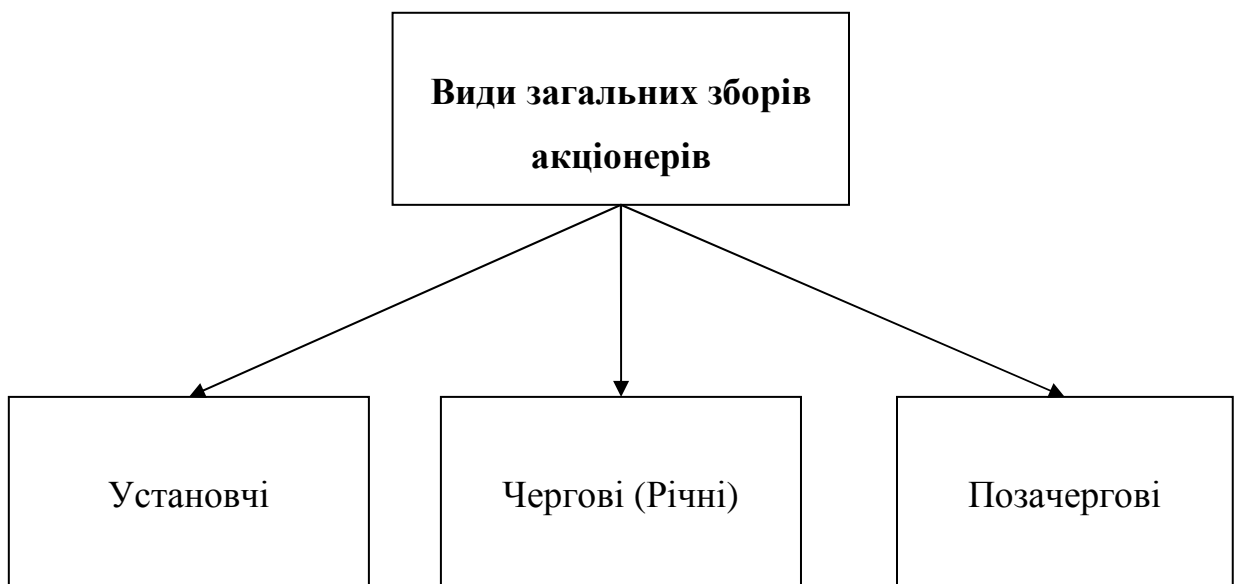 Види загальних зборів
акціонерів
Установчі
Чергові (Річні)
Позачергові